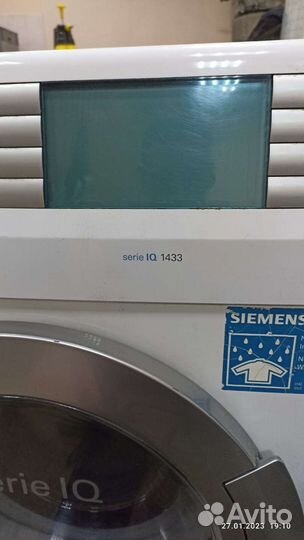 serie IQ 1433
SIEMENS
erie IQ
Avito
27.01.2023 19:10